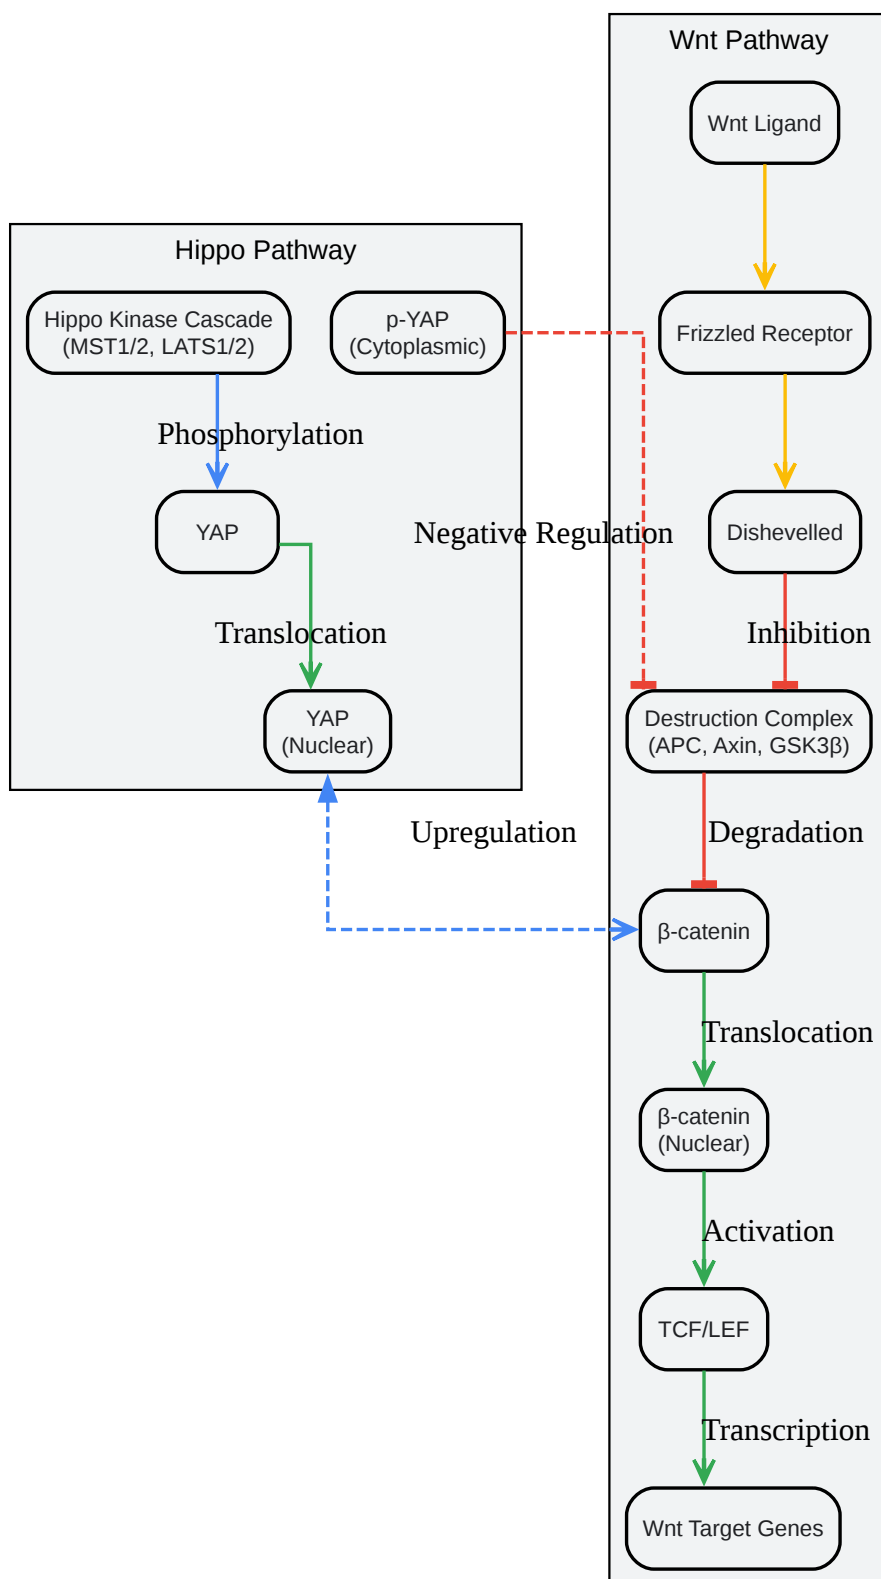 Wnt Pathway
Wnt Ligand
Hippo Pathway
Hippo Kinase Cascade
(MST1/2, LATS1/2)
p-YAP
(Cytoplasmic)
Frizzled Receptor
Phosphorylation
YAP
Negative Regulation
Dishevelled
Translocation
Inhibition
YAP
(Nuclear)
Destruction Complex
(APC, Axin, GSK3β)
Upregulation
Degradation
β-catenin
Translocation
β-catenin
(Nuclear)
Activation
TCF/LEF
Transcription
Wnt Target Genes